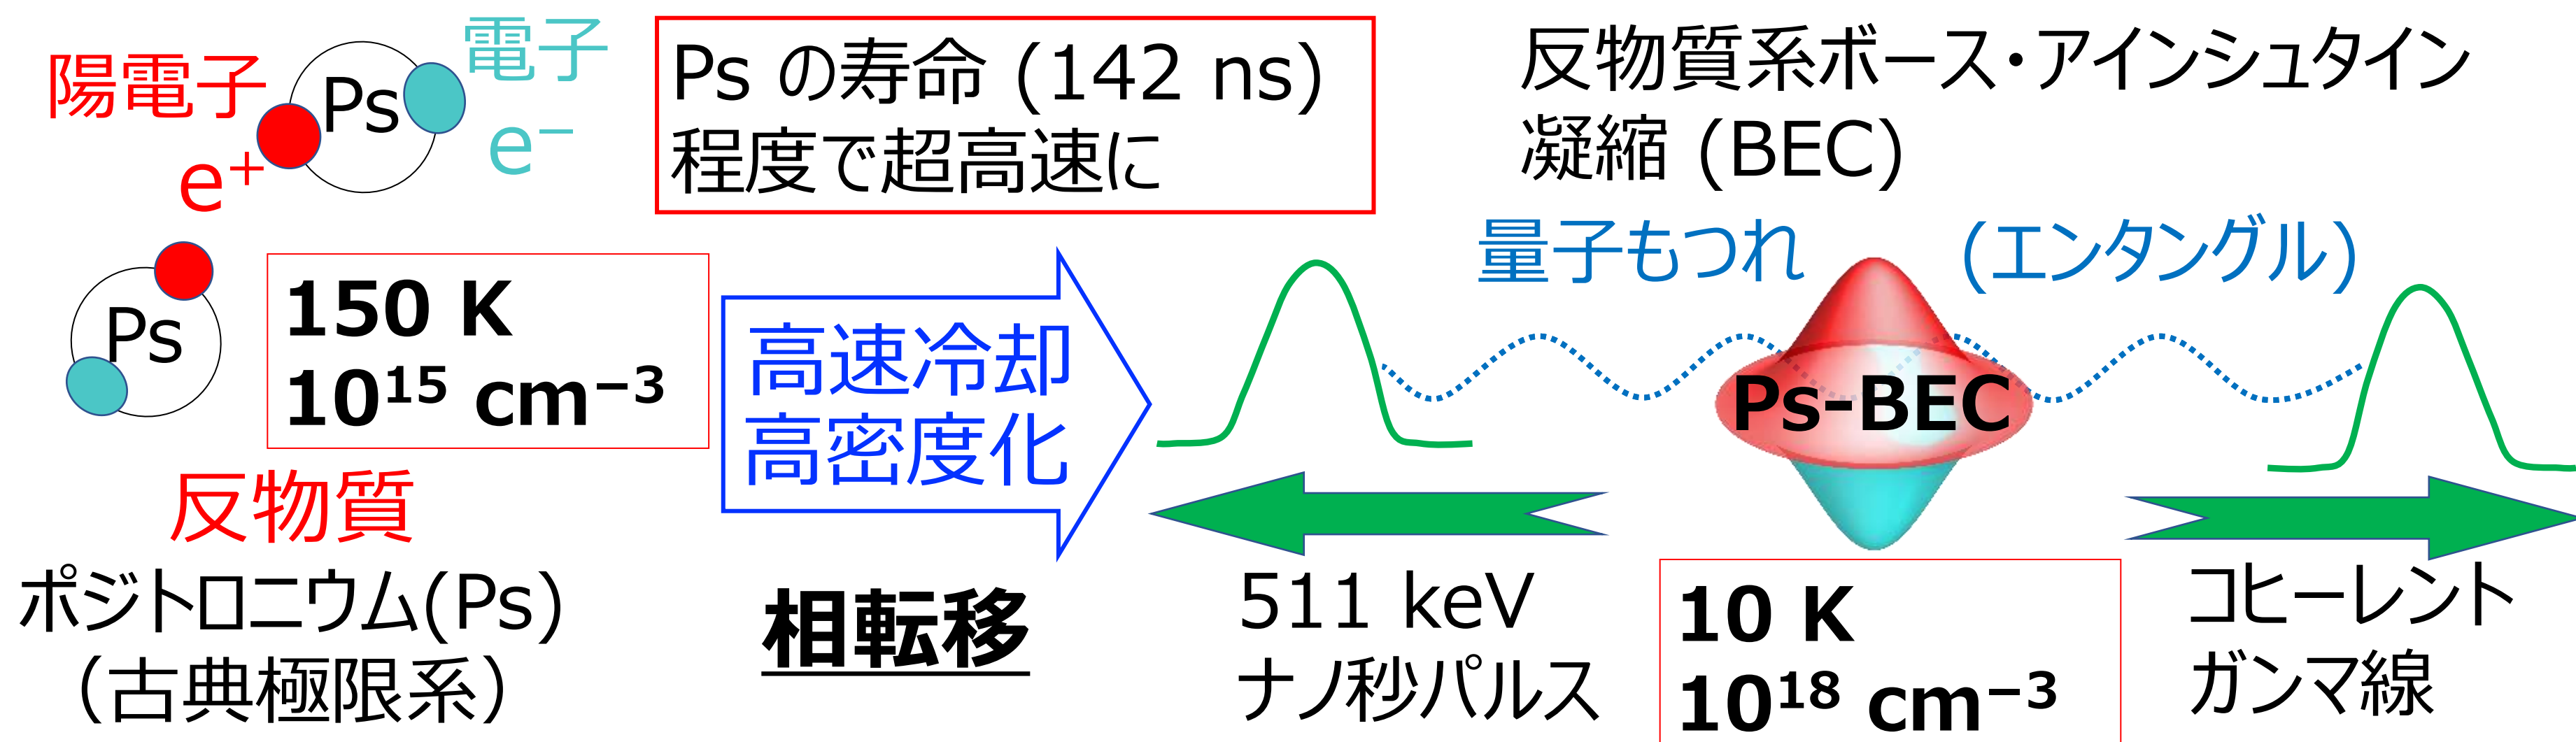 陽電子
e⁺
Ps
電子
e⁻
Ps
150 K
10¹⁵ cm⁻³
反物質
ポジトロニウム(Ps)
(古典極限系)
Ps の寿命 (142 ns)
程度で超高速に
高速冷却
高密度化
相転移
反物質系ボース・アインシュタイン
凝縮 (BEC)
量子もつれ (エンタングル)
Ps-BEC
511 keV
ナノ秒パルス
10 K
10¹⁸ cm⁻³
コヒーレント
ガンマ線